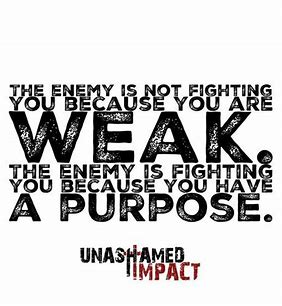 THE ENEMY IS NOT FIGHTING
YOU BECAUSE YOU ARE
WEAK.
THE ENEMY IS FIGHTING
YOU BECAUSE YOU HAVE
A PURPOSE.
UNASHAMED
IMPACT